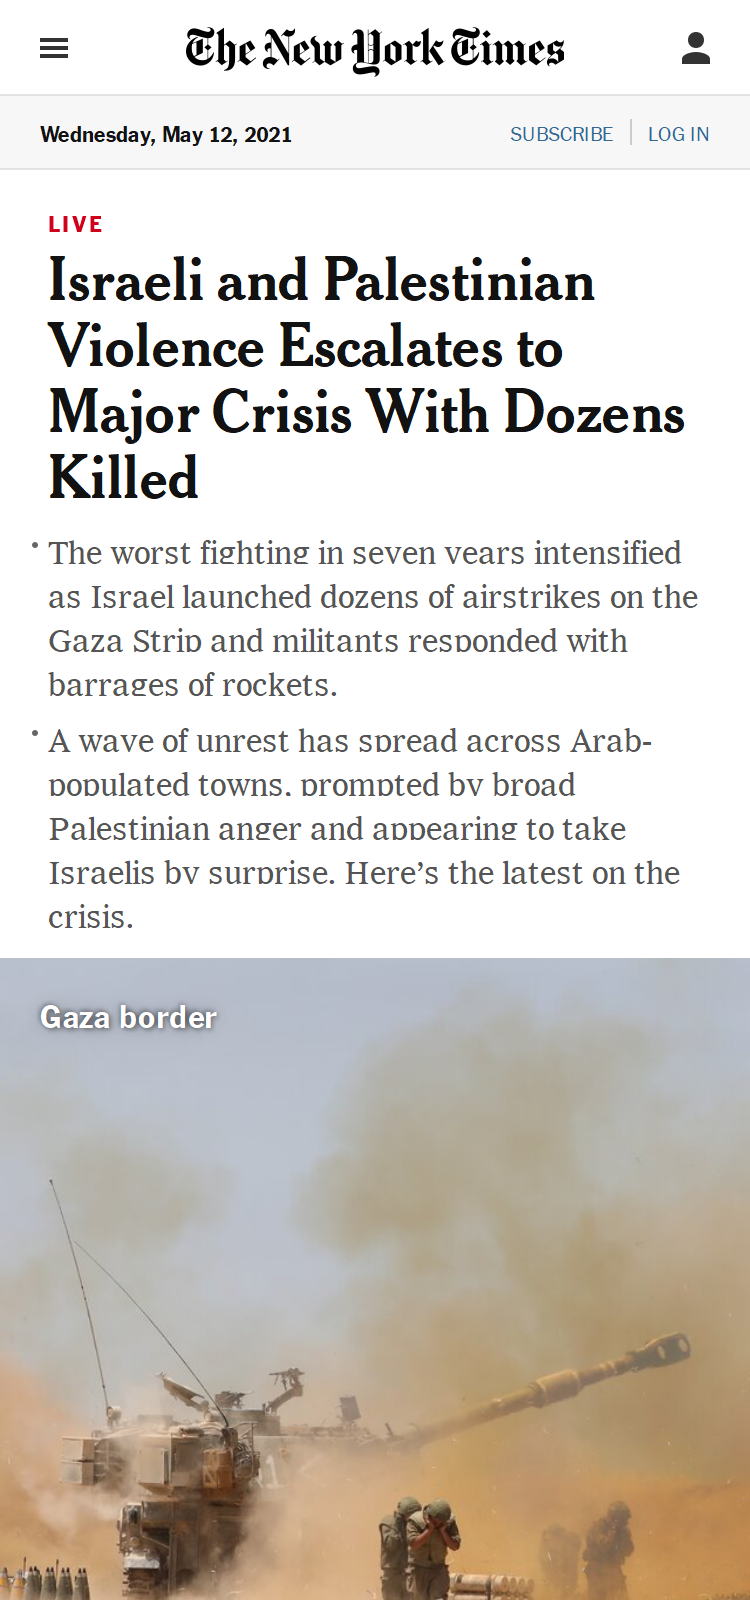 The New York Times
Wednesday, May 12, 2021
SUBSCRIBE
LOG IN
LIVE
Israeli and Palestinian
Violence Escalates to
Major Crisis With Dozens
Killed
• The worst fighting in seven years intensified
as Israel launched dozens of airstrikes on the
Gaza Strip and militants responded with
barrages of rockets.
• A wave of unrest has spread across Arab-
populated towns, prompted by broad
Palestinian anger and appearing to take
Israelis by surprise. Here’s the latest on the
crisis.
Gaza border